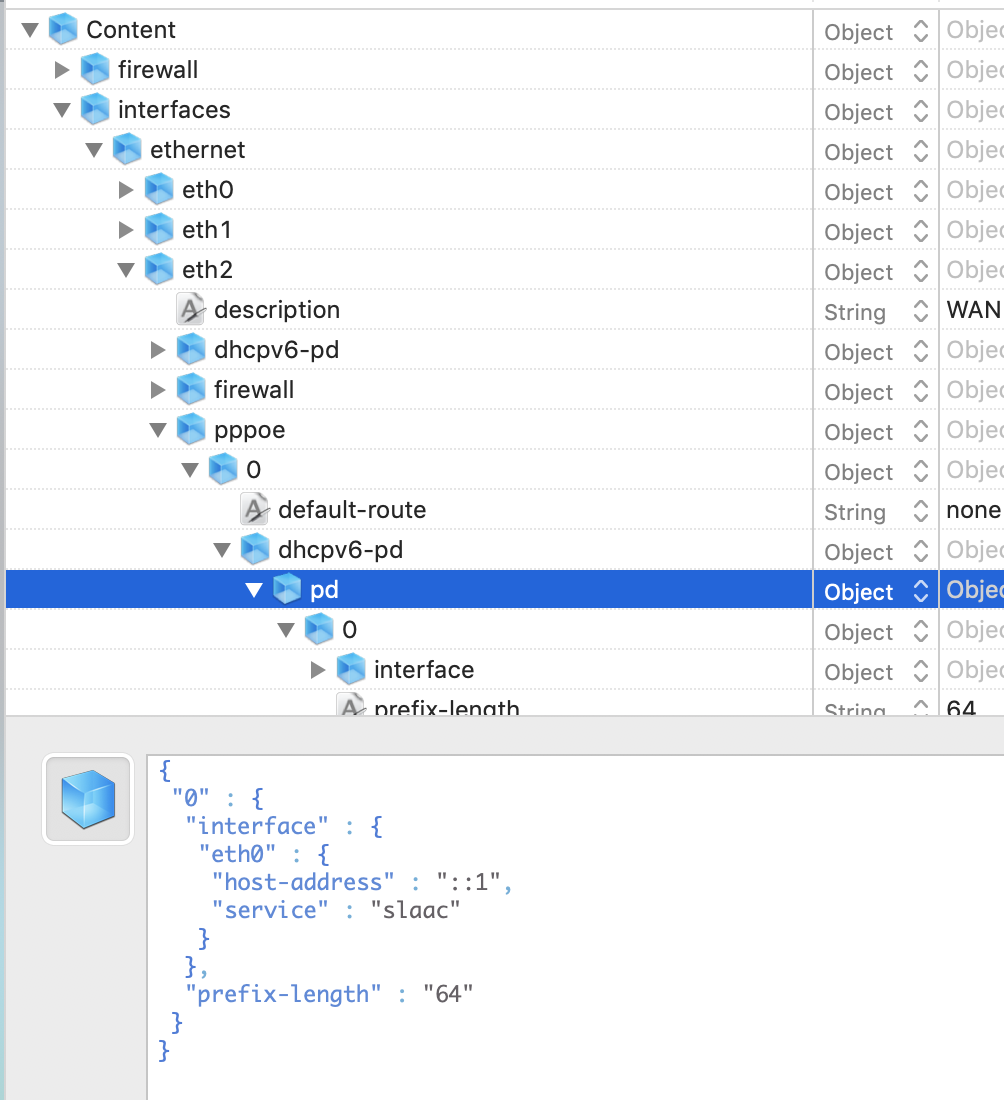 Content Object Objec
firewall Object Objec
interfaces Object Objec
ethernet Object Objec
eth0 Object Objec
eth1 Object Objec
eth2 Object Objec
description String WAN
dhcpv6-pd Object Objec
firewall Object Objec
pppoe Object Objec
0 Object Objec
default-route String none
dhcpv6-pd Object Objec
pd Object Objec
0 Object Objec
interface Object Objec
prefix-length String 64
{
"0" : {
"interface" : {
"eth0" : {
"host-address" : "::1",
"service" : "slaac"
}
},
"prefix-length" : "64"
}
}